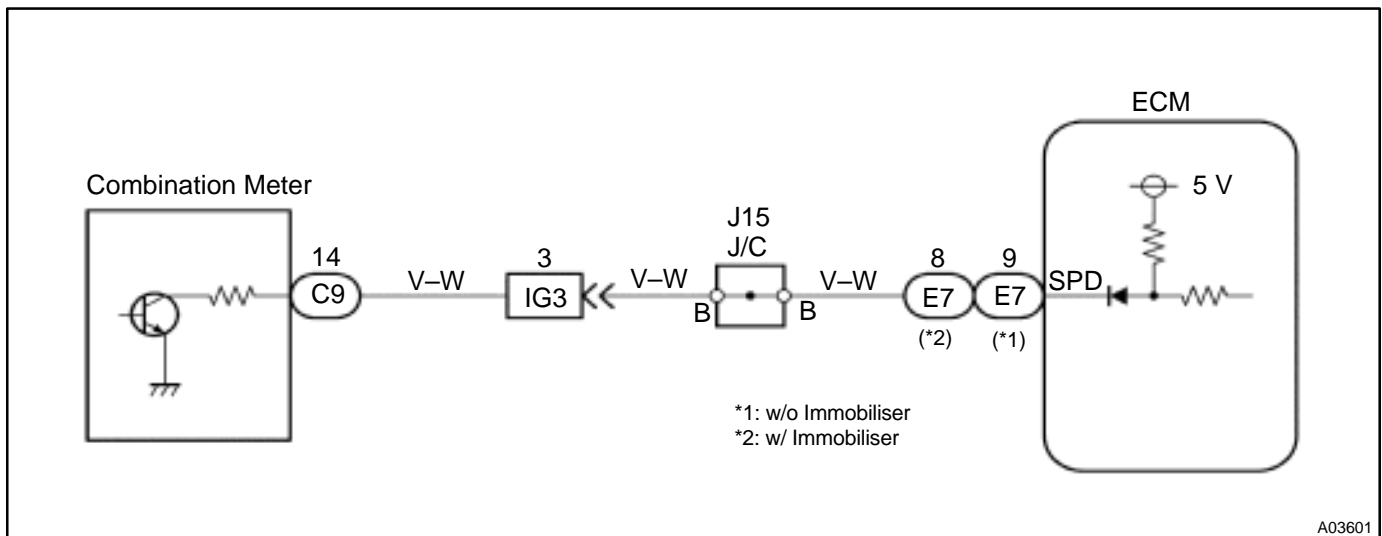 ECM
5 V
Combination Meter
J15
J/C
14
3
8
9
C9
V–W
IG3
V–W
B
B
V–W
E7
E7
SPD
(*2)
(*1)
*1: w/o Immobiliser
*2: w/ Immobiliser
A03601